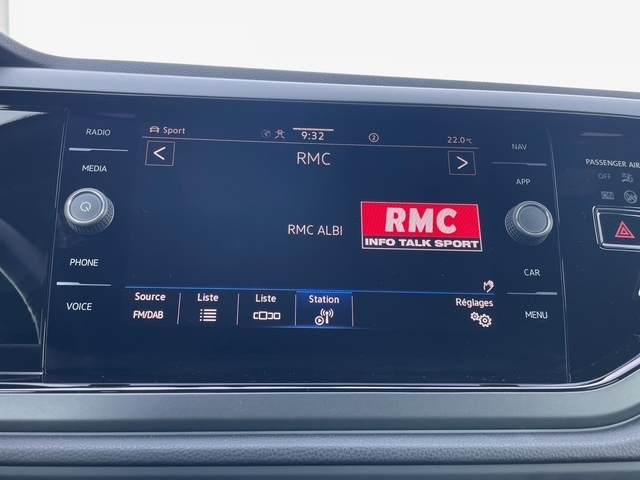 RADIO
MEDIA
PHONE
VOICE
Sport
9:32
2
22.0 °C
<
RMC
>
RMC ALBI
RMC
INFO TALK SPORT
Source
FM/DAB
Liste
Liste
Station
Réglages
NAV
APP
CAR
MENU
PASSENGER AIR
OFF